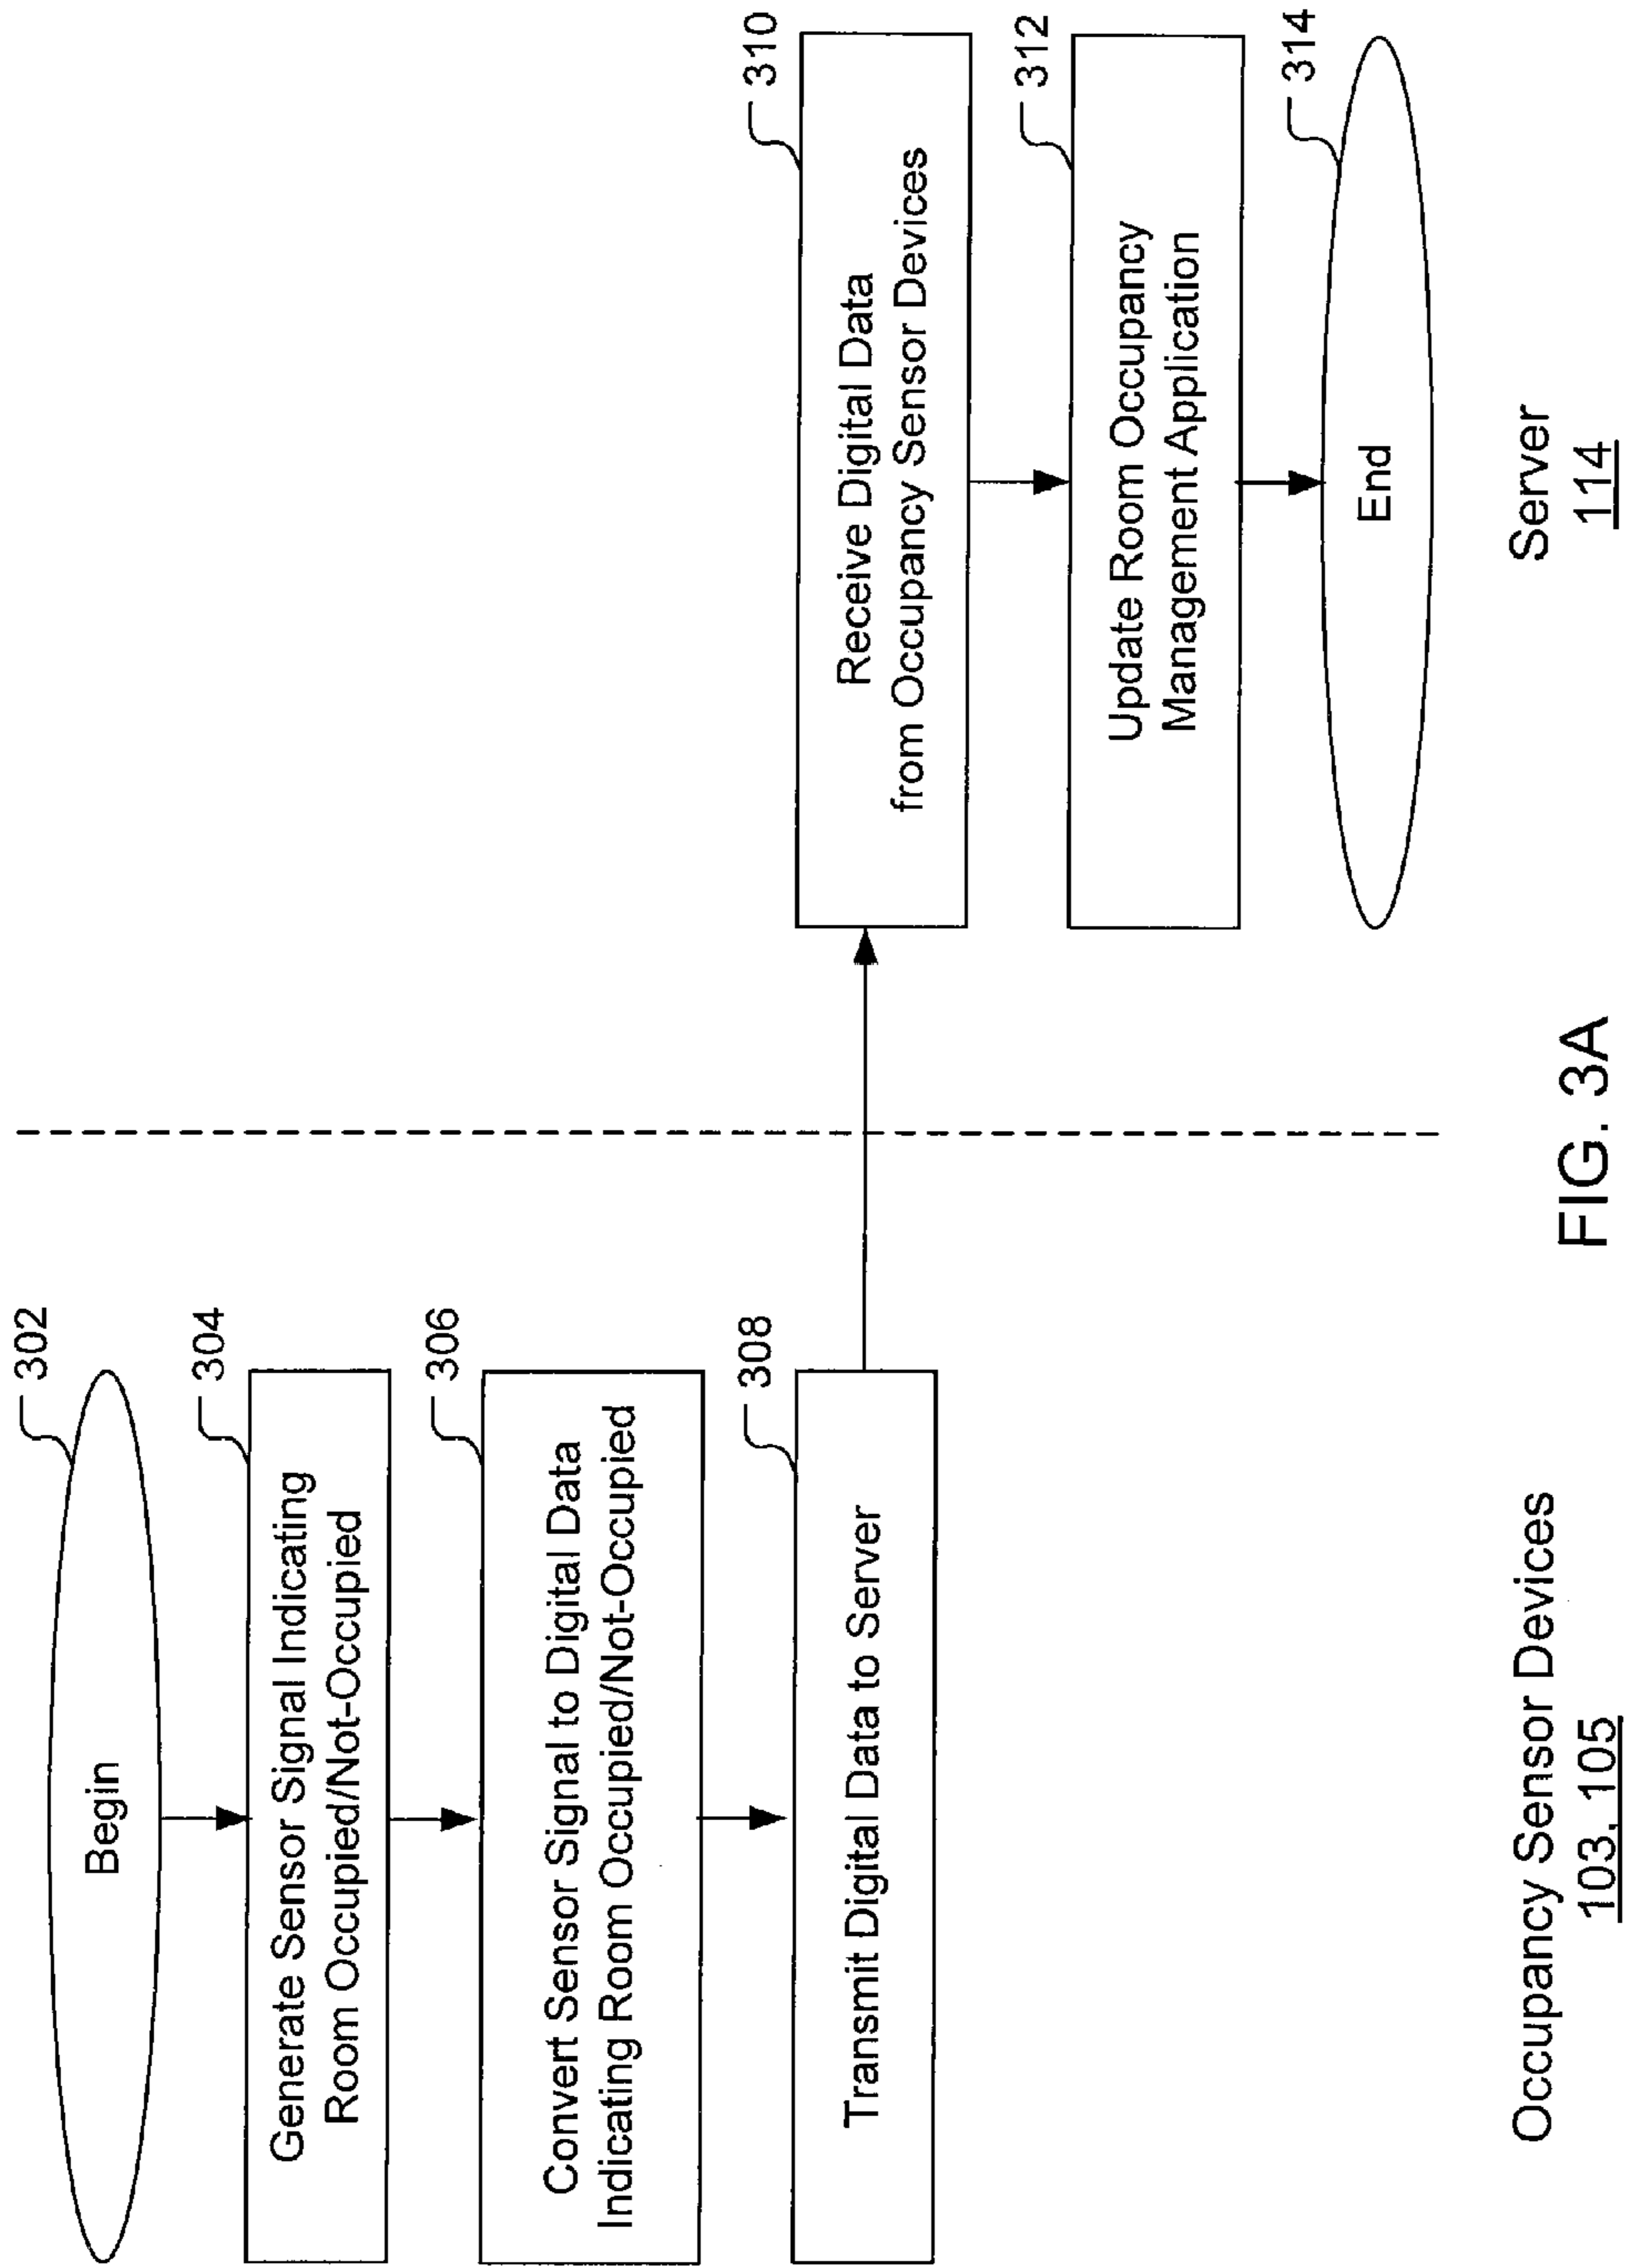 302
Begin
304
Generate Sensor Signal Indicating
Room Occupied/Not-Occupied
306
Convert Sensor Signal to Digital Data
Indicating Room Occupied/Not-Occupied
308
Transmit Digital Data to Server
310
Receive Digital Data
from Occupancy Sensor Devices
312
Update Room Occupancy
Management Application
314
End
Occupancy Sensor Devices
103, 105
Server
114
FIG. 3A